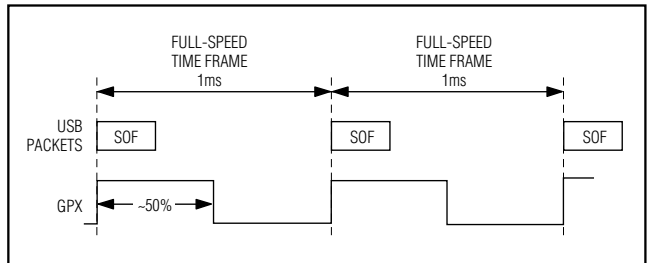 FULL-SPEED
TIME FRAME
1ms
FULL-SPEED
TIME FRAME
1ms
USB
PACKETS
SOF
SOF
SOF
GPX
~50%